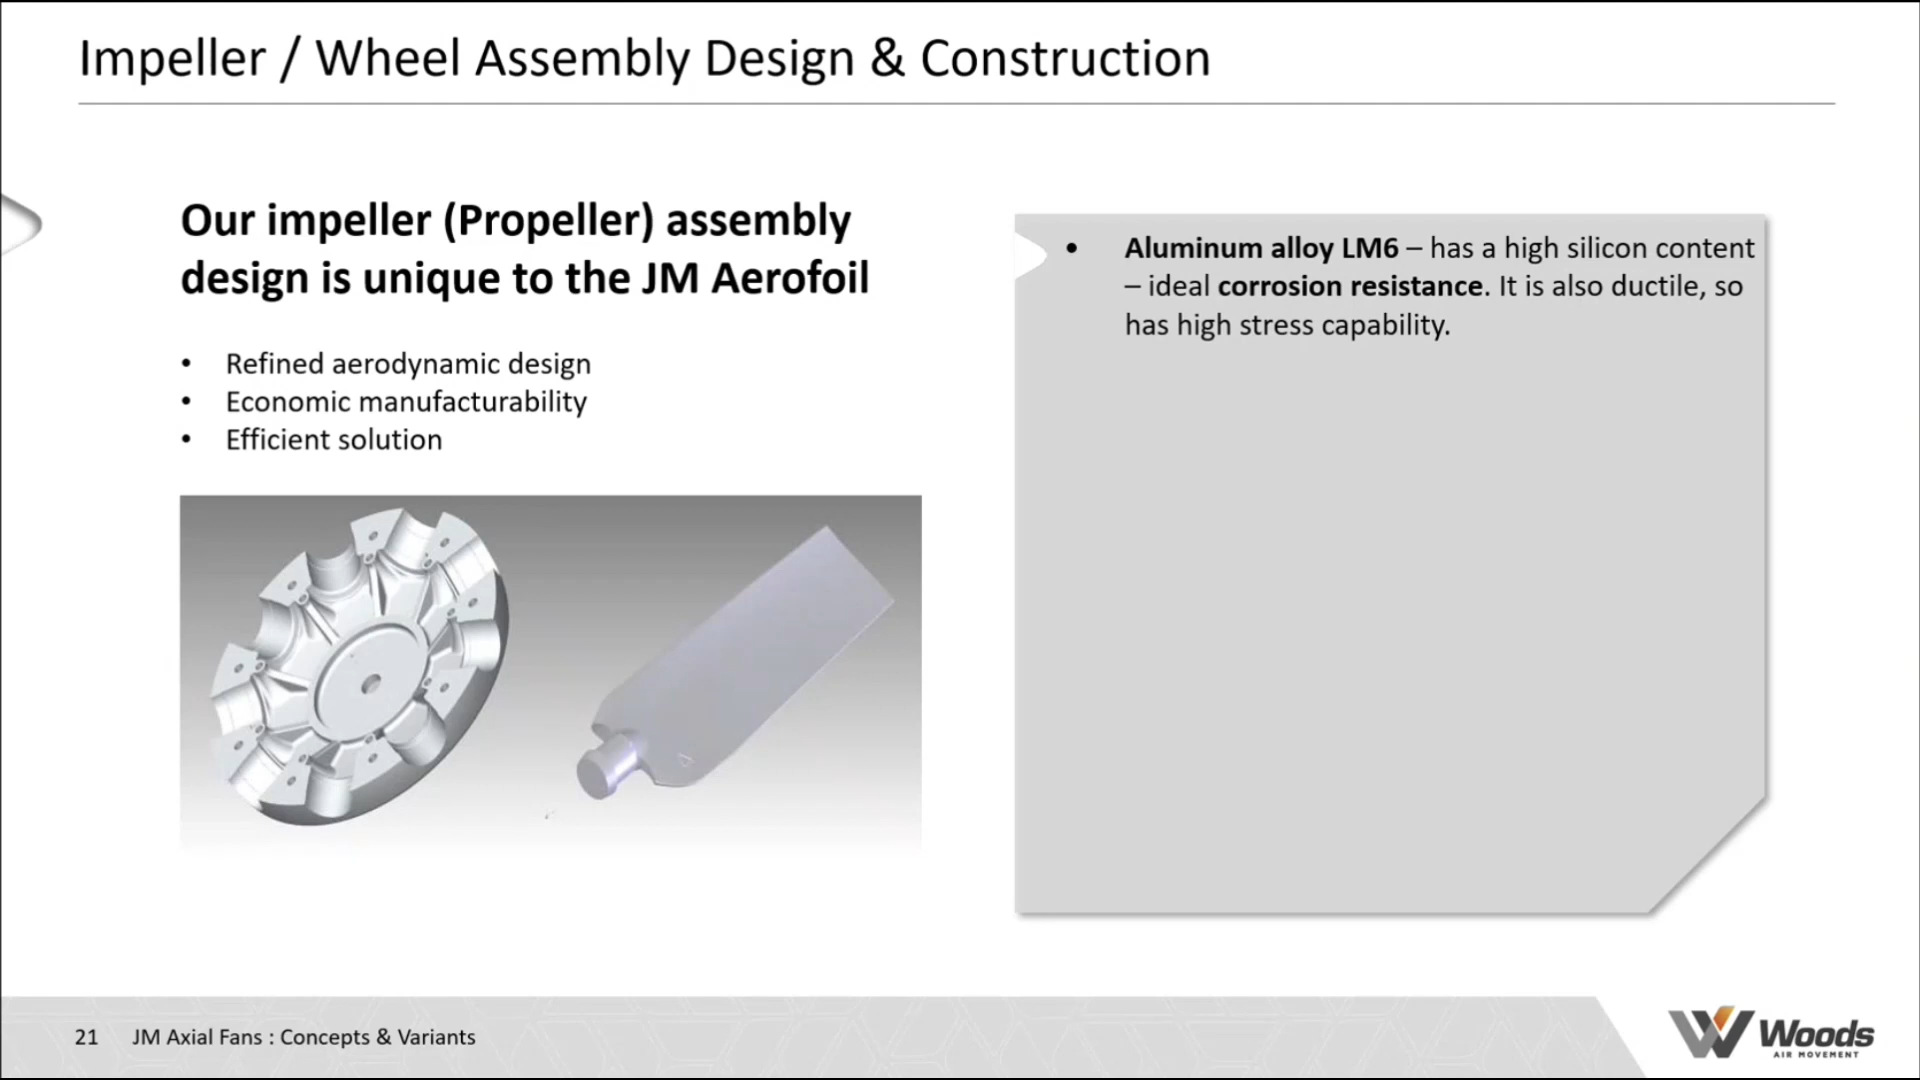 Impeller / Wheel Assembly Design & Construction
Our impeller (Propeller) assembly
design is unique to the JM Aerofoil
• Refined aerodynamic design
• Economic manufacturability
• Efficient solution
• Aluminum alloy LM6 – has a high silicon content
– ideal corrosion resistance. It is also ductile, so
has high stress capability.
21 JM Axial Fans : Concepts & Variants
Woods
AIR MOVEMENT